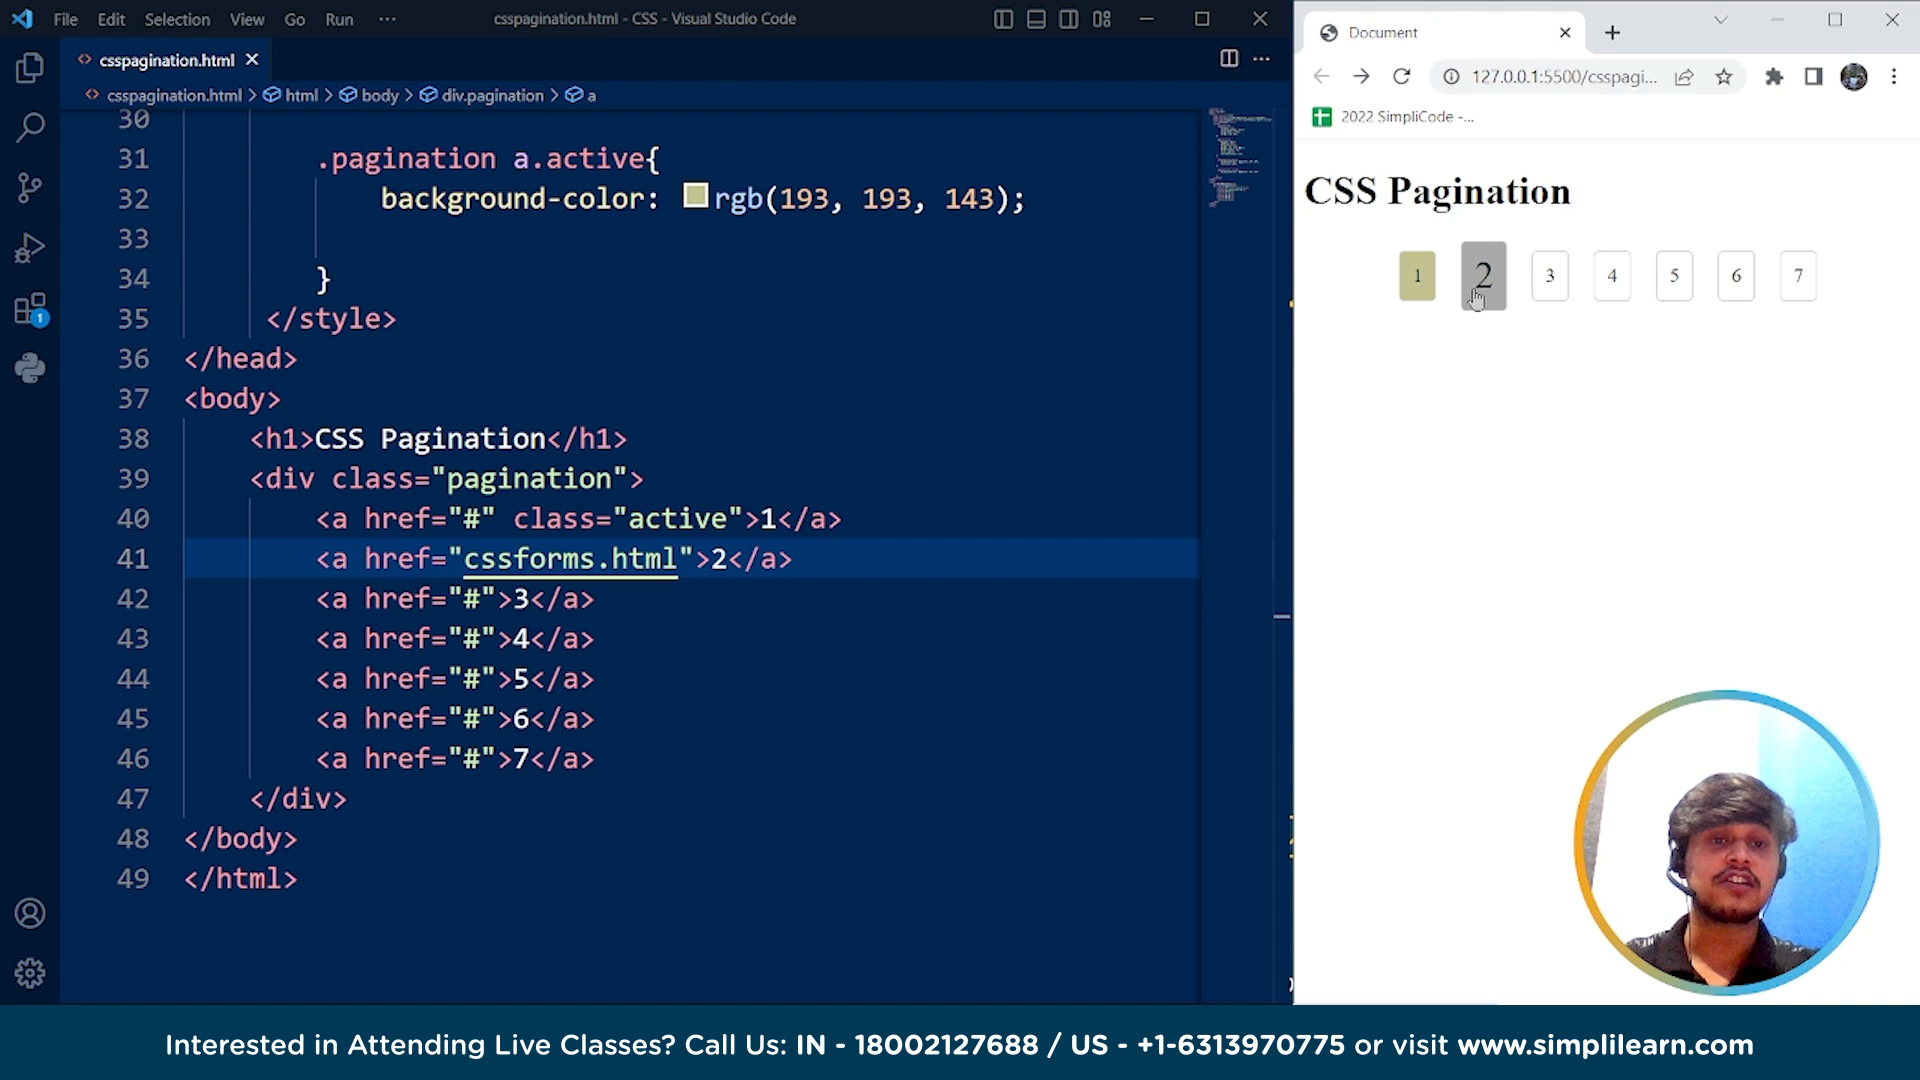 File Edit Selection View Go Run ··· csspagination.html - CSS - Visual Studio Code
csspagination.html
csspagination.html > html > body > div.pagination > a
30
31 .pagination a.active{
32 background-color: rgb(193, 193, 143);
33
34 }
35 </style>
36 </head>
37 <body>
38 <h1>CSS Pagination</h1>
39 <div class="pagination">
40 <a href="#" class="active">1</a>
41 <a href="cssforms.html">2</a>
42 <a href="#">3</a>
43 <a href="#">4</a>
44 <a href="#">5</a>
45 <a href="#">6</a>
46 <a href="#">7</a>
47 </div>
48 </body>
49 </html>
1
Document
127.0.0.1:5500/csspagi...
2022 SimpliCode -...
CSS Pagination
1 2 3 4 5 6 7
Interested in Attending Live Classes? Call Us: IN - 18002127688 / US - +1-6313970775 or visit www.simplilearn.com